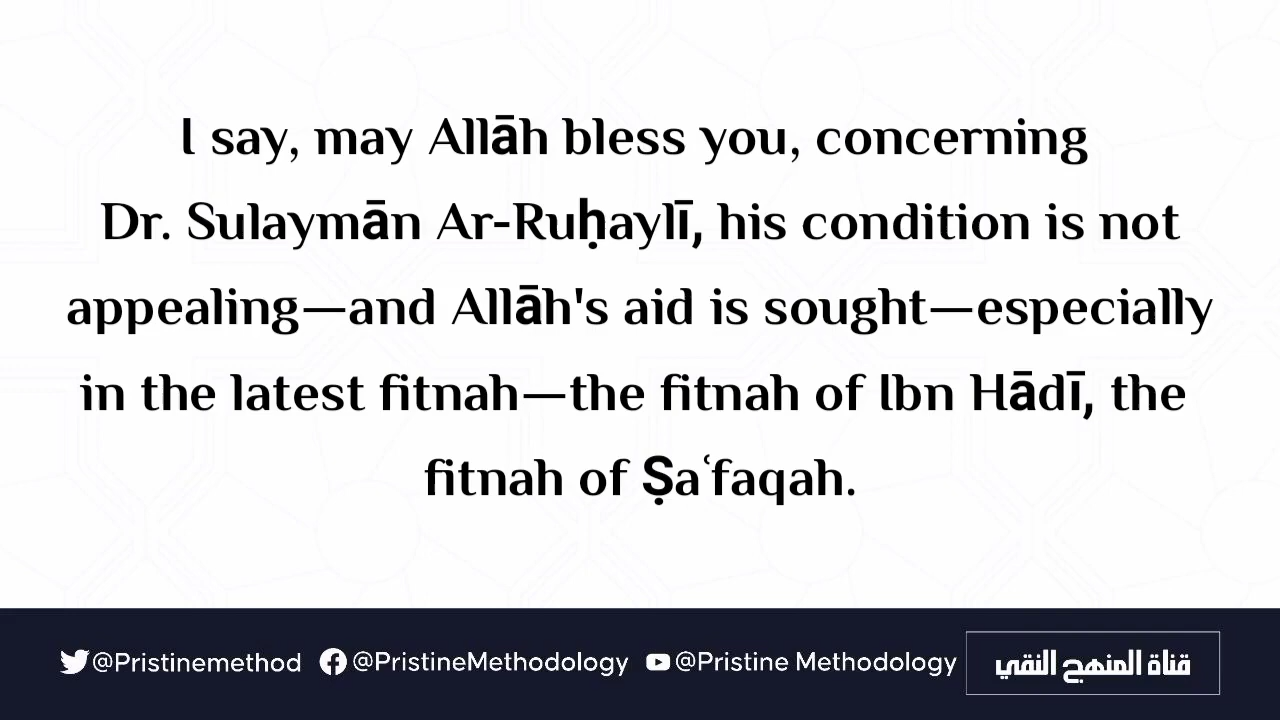 I say, may Allāh bless you, concerning
Dr. Sulaymān Ar-Ruḥaylī, his condition is not
appealing—and Allāh's aid is sought—especially
in the latest fitnah—the fitnah of Ibn Hādī, the
fitnah of Ṣaʿfaqah.
@Pristinemethod @PristineMethodology @Pristine Methodology قناة المنهج النقي